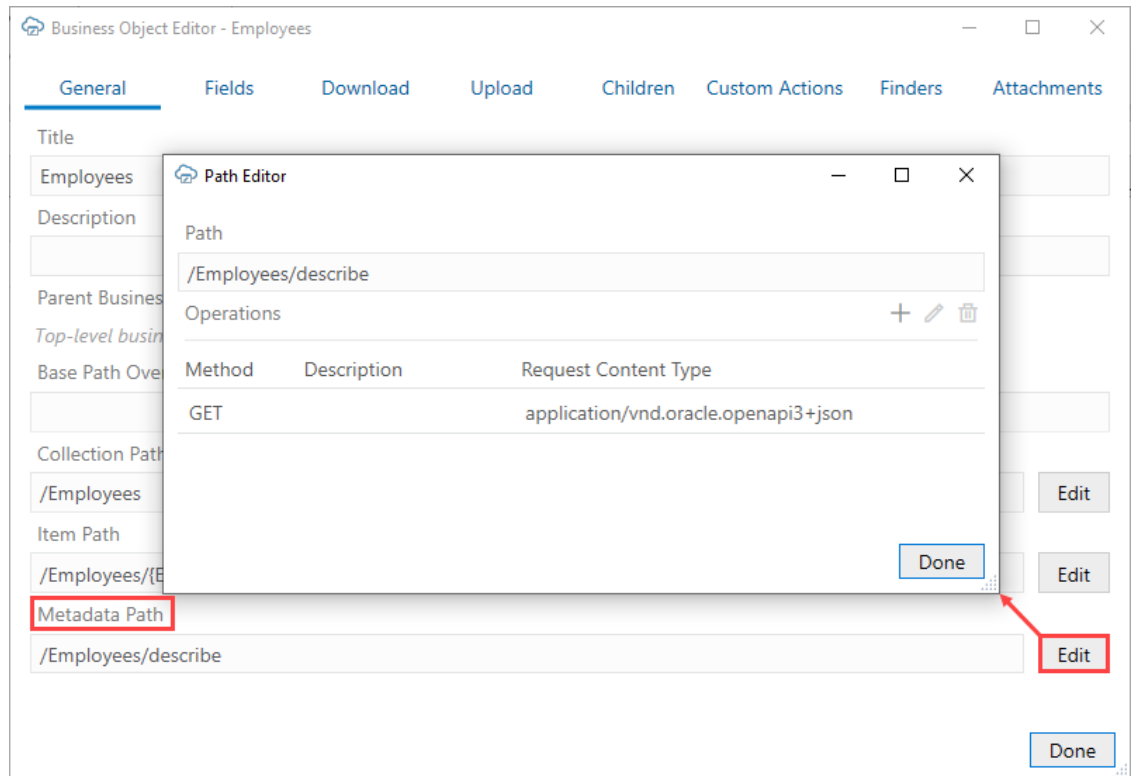 Business Object Editor - Employees
General Fields Download Upload Children Custom Actions Finders Attachments
Title
Employees
Description
Parent Busines
Top-level busin
Base Path Ove
Collection Path
/Employees
Edit
Item Path
/Employees/{E
Edit
Metadata Path
/Employees/describe
Edit
Done
Path Editor
Path
/Employees/describe
Operations
Method Description Request Content Type
GET application/vnd.oracle.openapi3+json
Done